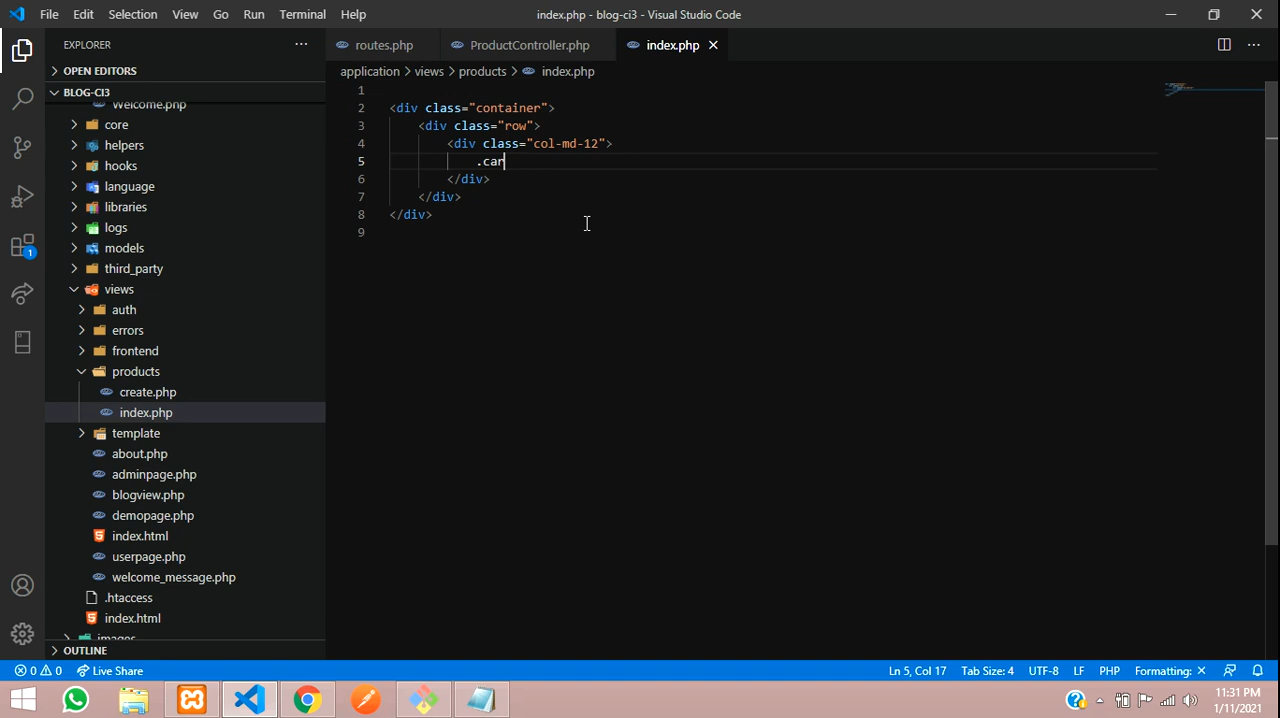 File Edit Selection View Go Run Terminal Help
index.php - blog-ci3 - Visual Studio Code
EXPLORER
OPEN EDITORS
BLOG-CI3
Welcome.php
core
helpers
hooks
language
libraries
logs
models
third_party
views
auth
errors
frontend
products
create.php
index.php
template
about.php
adminpage.php
blogview.php
demopage.php
index.html
userpage.php
welcome_message.php
.htaccess
index.html
images
OUTLINE
routes.php
ProductController.php
index.php
application > views > products > index.php
1
2 <div class="container">
3 <div class="row">
4 <div class="col-md-12">
5 .car
6 </div>
7 </div>
8 </div>
9
1
0 0 Live Share
Ln 5, Col 17 Tab Size: 4 UTF-8 LF PHP Formatting: ×
11:31 PM
1/11/2021